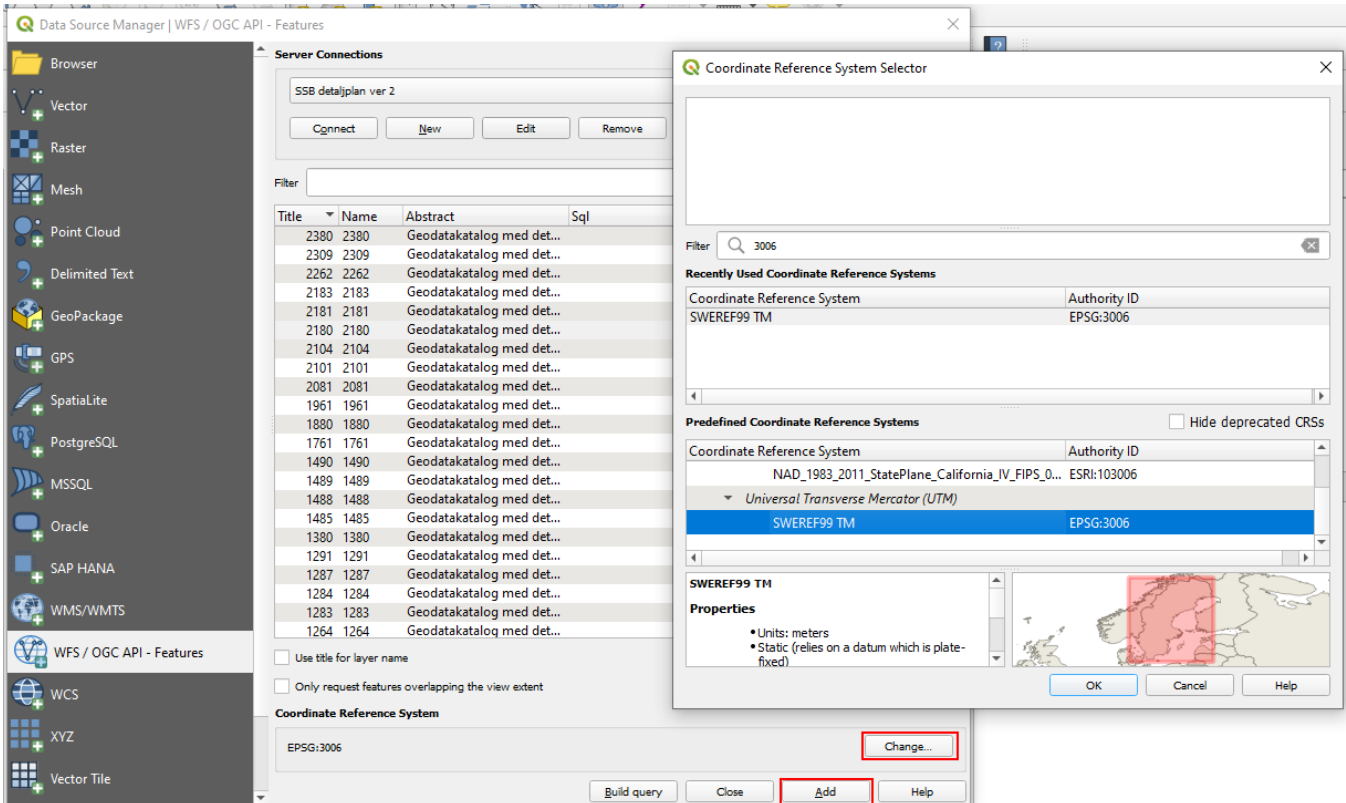 Data Source Manager | WFS / OGC API - Features
Browser
Vector
Raster
Mesh
Point Cloud
Delimited Text
GeoPackage
GPS
SpatiaLite
PostgreSQL
MSSQL
Oracle
SAP HANA
WMS/WMTS
WFS / OGC API - Features
WCS
XYZ
Vector Tile
Server Connections
SSB detaljplan ver 2
Connect New Edit Remove
Filter
Title Name Abstract Sql
2380 2380 Geodatakatalog med det...
2309 2309 Geodatakatalog med det...
2262 2262 Geodatakatalog med det...
2183 2183 Geodatakatalog med det...
2181 2181 Geodatakatalog med det...
2180 2180 Geodatakatalog med det...
2104 2104 Geodatakatalog med det...
2101 2101 Geodatakatalog med det...
2081 2081 Geodatakatalog med det...
1961 1961 Geodatakatalog med det...
1880 1880 Geodatakatalog med det...
1761 1761 Geodatakatalog med det...
1490 1490 Geodatakatalog med det...
1489 1489 Geodatakatalog med det...
1488 1488 Geodatakatalog med det...
1485 1485 Geodatakatalog med det...
1380 1380 Geodatakatalog med det...
1291 1291 Geodatakatalog med det...
1287 1287 Geodatakatalog med det...
1284 1284 Geodatakatalog med det...
1283 1283 Geodatakatalog med det...
1264 1264 Geodatakatalog med det...
Use title for layer name
Only request features overlapping the view extent
Coordinate Reference System
EPSG:3006 Change...
Build query Close Add Help
Coordinate Reference System Selector
Filter 3006
Recently Used Coordinate Reference Systems
Coordinate Reference System Authority ID
SWEREF99 TM EPSG:3006
Predefined Coordinate Reference Systems Hide deprecated CRSs
Coordinate Reference System Authority ID
NAD_1983_2011_StatePlane_California_IV_FIPS_0... ESRI:103006
Universal Transverse Mercator (UTM)
SWEREF99 TM EPSG:3006
SWEREF99 TM
Properties
• Units: meters
• Static (relies on a datum which is plate-
fixed)
OK Cancel Help